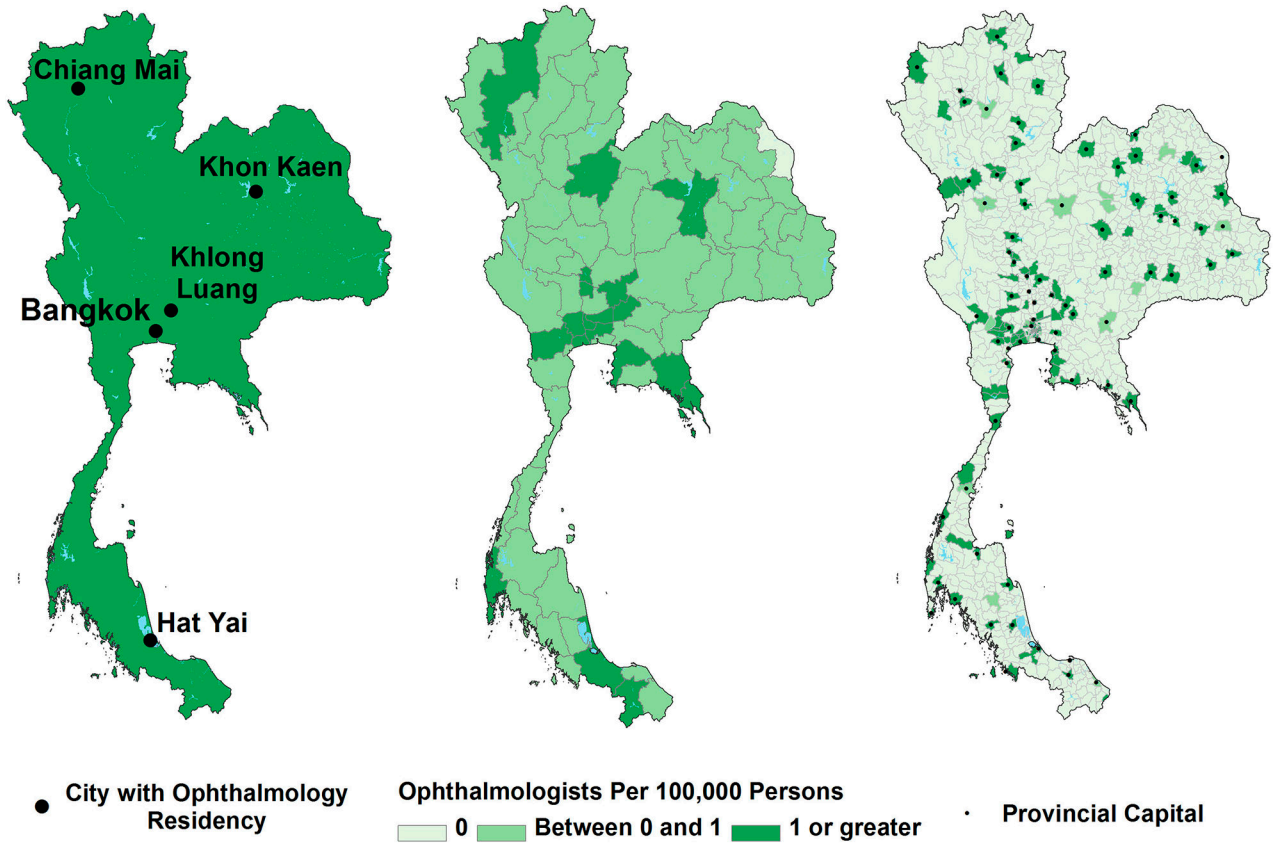 Chiang Mai
Khon Kaen
Khlong
Luang
Bangkok
Hat Yai
City with Ophthalmology
Residency
Ophthalmologists Per 100,000 Persons
0
Between 0 and 1
1 or greater
Provincial Capital